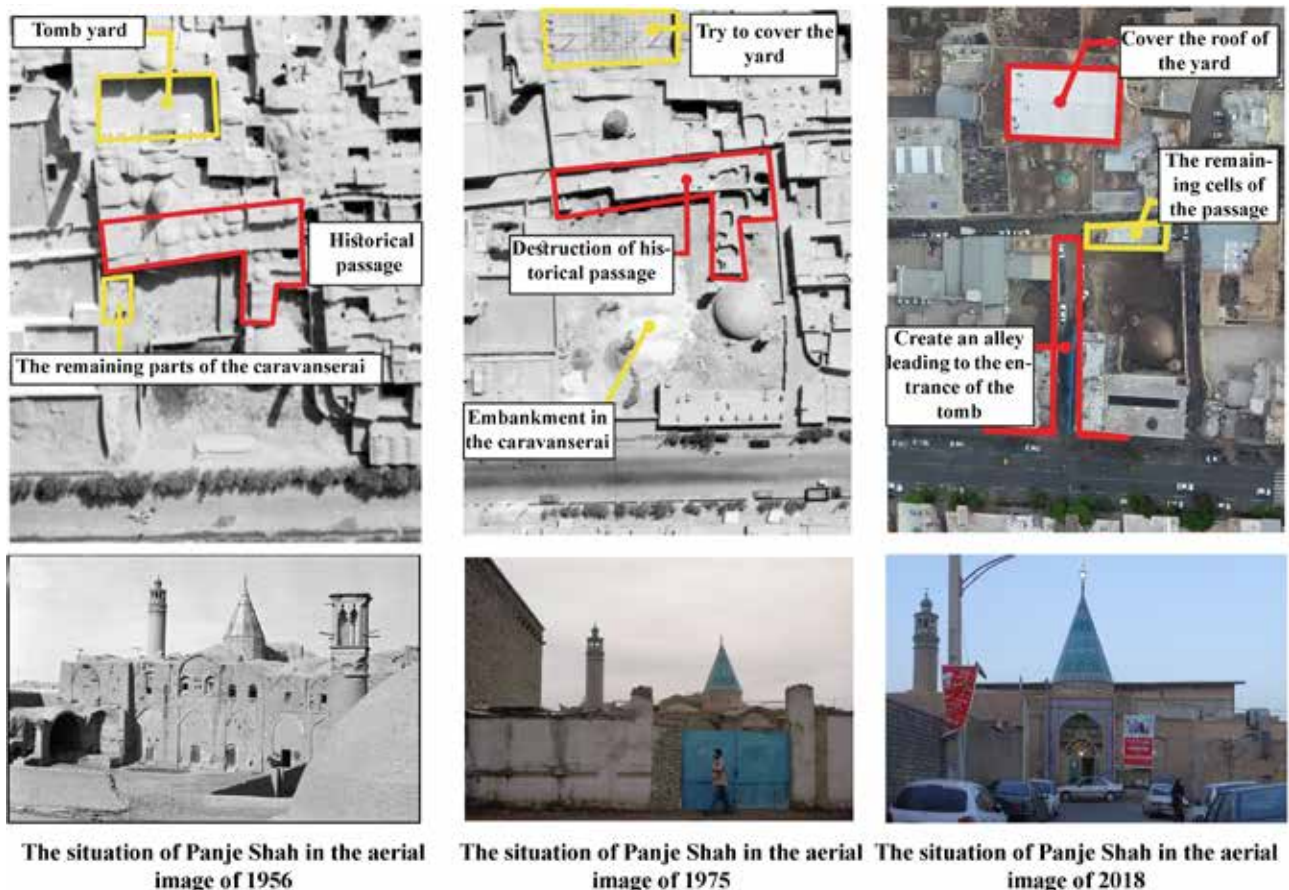 Tomb yard
Historical
passage
The remaining parts of the caravanserai
Try to cover the
yard
Destruction of his-
torical passage
Embankment in
the caravanserai
Cover the roof of
the yard
The remain-
ing cells of
the passage
Create an alley
leading to the en-
trance of the
tomb
The situation of Panje Shah in the aerial
image of 1956
The situation of Panje Shah in the aerial
image of 1975
The situation of Panje Shah in the aerial
image of 2018